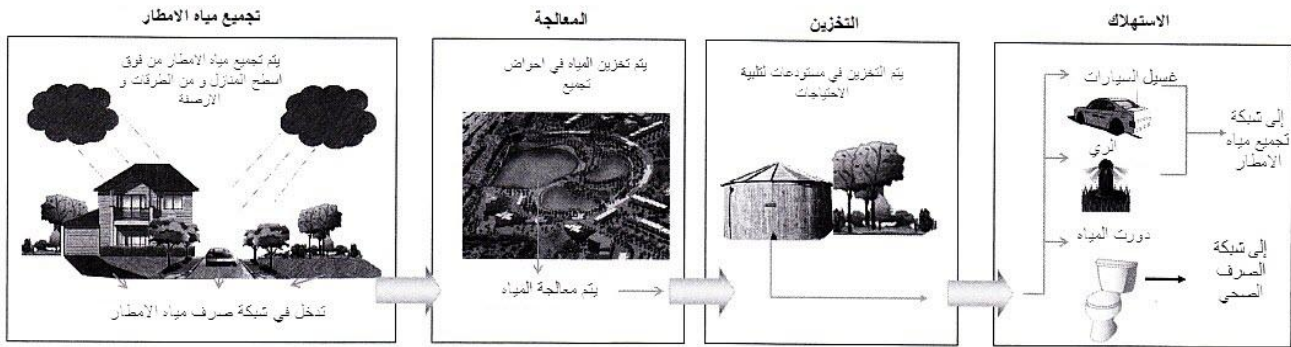 تجميع مياه الامطار
يتم تجميع مياه الامطار من فوق
اسطح المنازل و من الطرقات و
الارصفة
تدخل في شبكة صرف مياه الامطار
المعالجة
يتم تخزين المياه في احواض
تجميع
يتم معالجة المياه
التخزين
يتم التخزين في مستودعات لتلبية
الاحتياجات
الاستهلاك
غسيل السيارات
الري
إلى شبكة
تجميع مياه
الامطار
دورت المياه
إلى شبكة
الصرف
الصحي